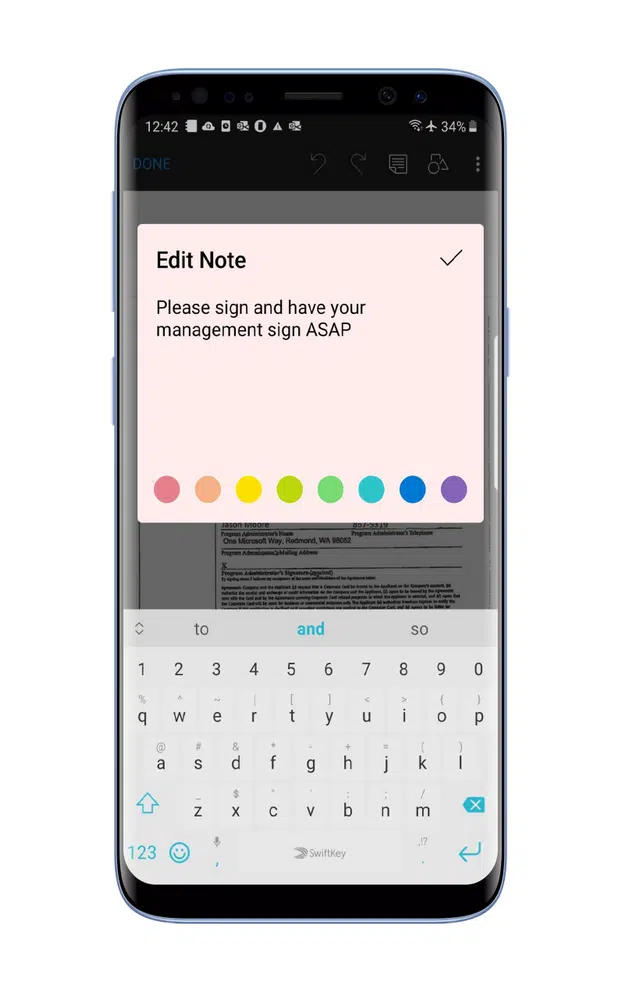 12:42
34%
DONE
Edit Note
Please sign and have your
management sign ASAP
Jason Moore 857-5319
Program Administrator's Name Program Administrator's Telephone
One Microsoft Way, Redmond, WA 98052
Program Administrator's Mailing Address
X
Program Administrator's Signature (required)
to and so
1 2 3 4 5 6 7 8 9 0
% ^ ~ | [ ] < > { }
q w e r t y u i o p
@ # & * - + = ( )
a s d f g h j k l
_ $ " ' : ; /
z x c v b n m
123 , SwiftKey ,!? .